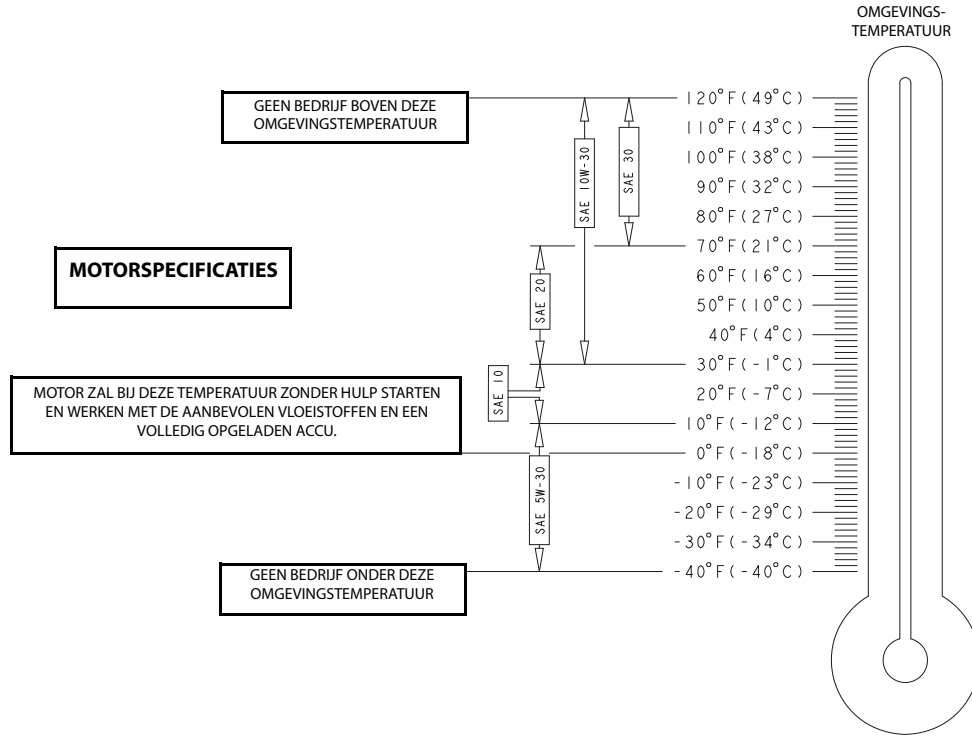 OMGEVINGS-
TEMPERATUUR
GEEN BEDRIJF BOVEN DEZE
OMGEVINGSTEMPERATUUR
120°F(49°C)
110°F(43°C)
100°F(38°C)
90°F(32°C)
80°F(27°C)
70°F(21°C)
60°F(16°C)
50°F(10°C)
40°F(4°C)
30°F(-1°C)
20°F(-7°C)
10°F(-12°C)
0°F(-18°C)
-10°F(-23°C)
-20°F(-29°C)
-30°F(-34°C)
-40°F(-40°C)
SAE 10W-30
SAE 30
SAE 20
SAE 10
SAE 5W-30
MOTORSPECIFICATIES
MOTOR ZAL BIJ DEZE TEMPERATUUR ZONDER HULP STARTEN
EN WERKEN MET DE AANBEVOLEN VLOEISTOFFEN EN EEN
VOLLEDIG OPGELADEN ACCU.
GEEN BEDRIJF ONDER DEZE
OMGEVINGSTEMPERATUUR